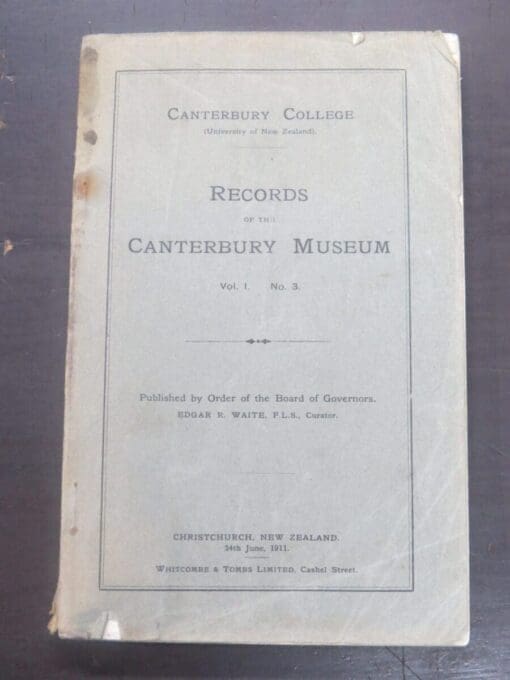 CANTERBURY COLLEGE
(University of New Zealand).
RECORDS
OF THE
CANTERBURY MUSEUM
Vol. I. No. 3.
Published by Order of the Board of Governors.
EDGAR R. WAITE, F.L.S., Curator.
CHRISTCHURCH, NEW ZEALAND.
24th June, 1911.
WHITCOMBE & TOMBS LIMITED, Cashel Street.